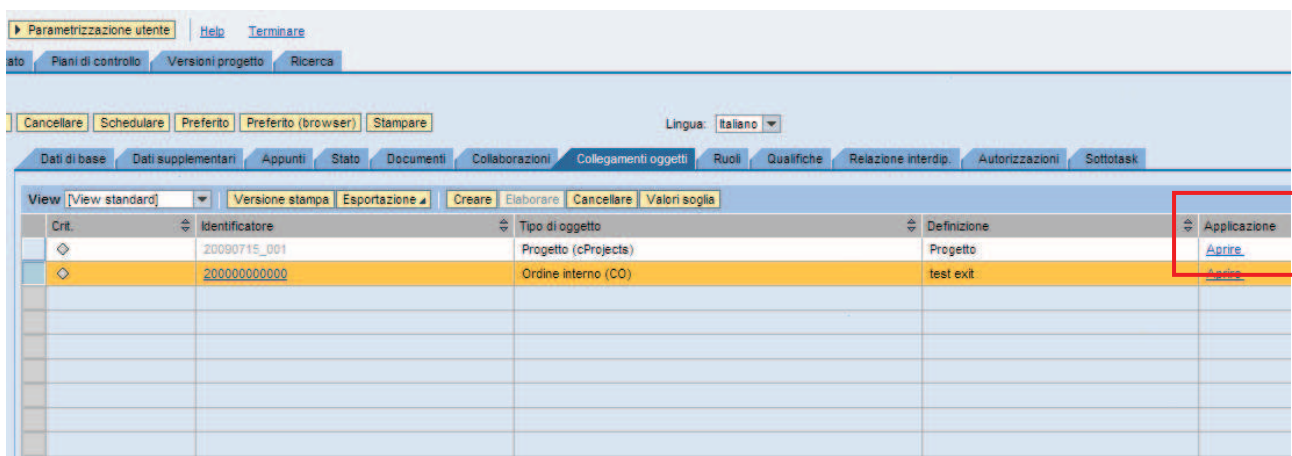 Parametrizzazione utente Help Terminare
ato Piani di controllo Versioni progetto Ricerca
Cancellare Schedulare Preferito Preferito (browser) Stampare Lingua: Italiano
Dati di base Dati supplementari Appunti Stato Documenti Collaborazioni Collegamenti oggetti Ruoli Qualifiche Relazione interdip. Autorizzazioni Sottotask
View [View standard] Versione stampa Esportazione Creare Elaborare Cancellare Valori soglia
Crit. Identificatore Tipo di oggetto Definizione Applicazione
20090715_001 Progetto (cProjects) Progetto Aprire
200000000000 Ordine interno (CO) test exit Aprire